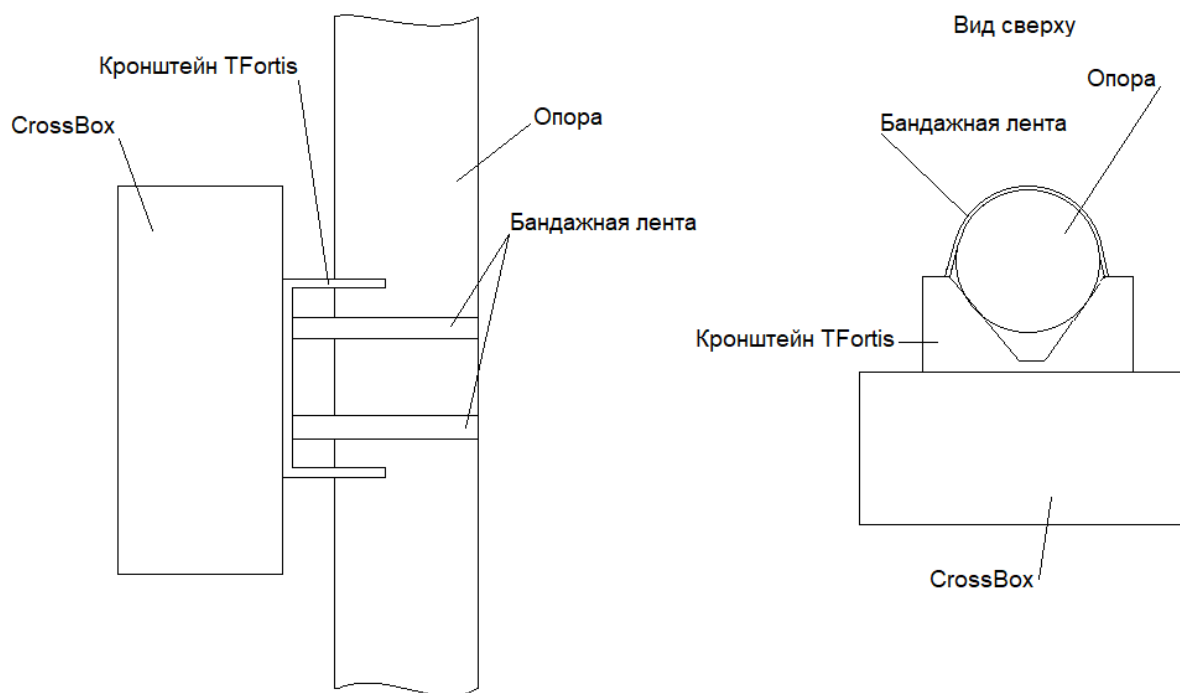 Вид сверху
Кронштейн TFortis
Опора
CrossBox
Опора
Бандажная лента
Бандажная лента
Кронштейн TFortis
CrossBox